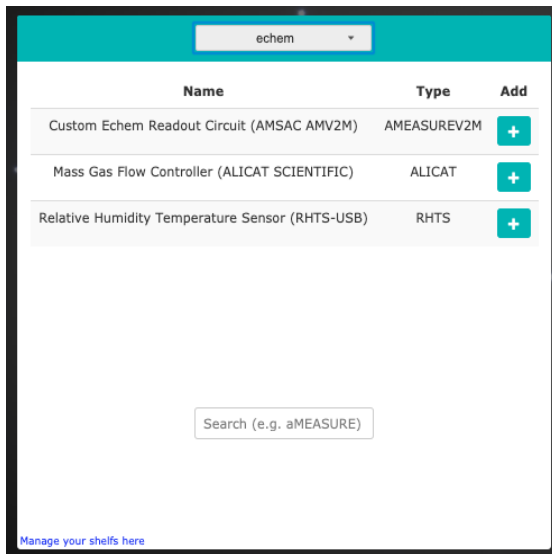 echem
Name Type Add
Custom Echem Readout Circuit (AMSAC AMV2M) AMEASUREV2M +
Mass Gas Flow Controller (ALICAT SCIENTIFIC) ALICAT +
Relative Humidity Temperature Sensor (RHTS-USB) RHTS +
Search (e.g. aMEASURE)
Manage your shelfs here